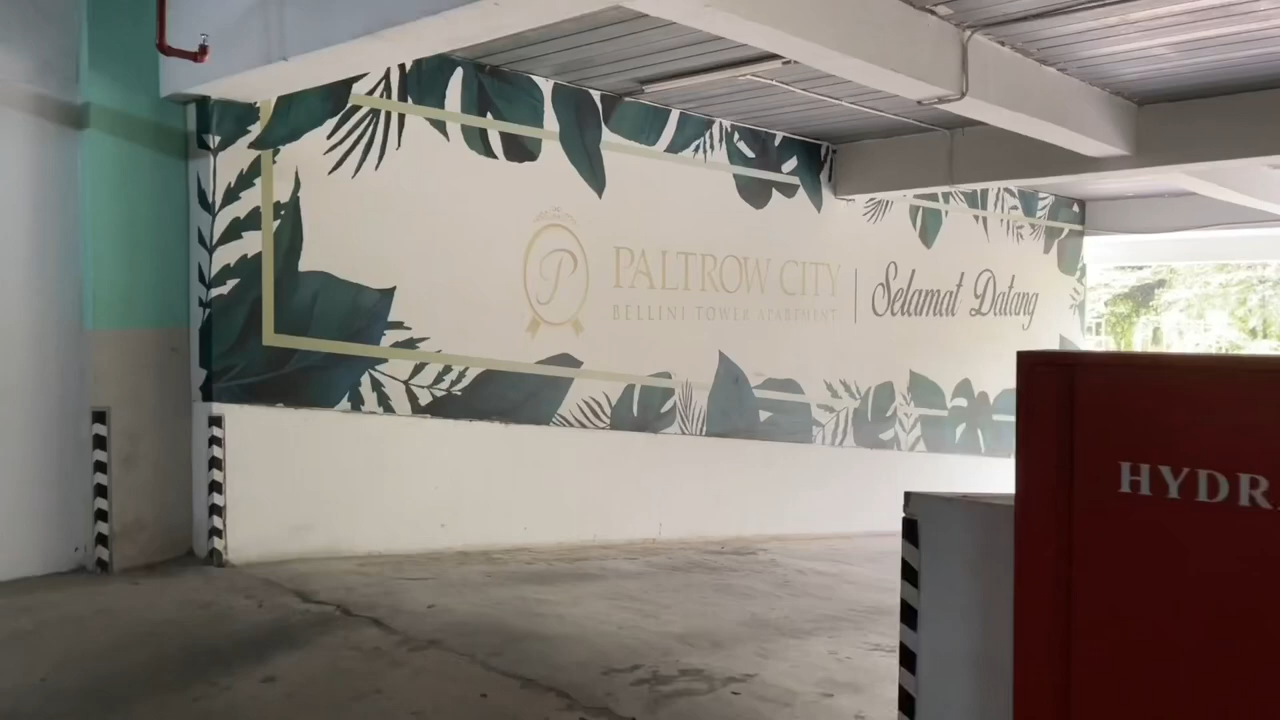 P
PALTROW CITY
BELLINI TOWER APARTMENT
Selamat Datang
HYDR